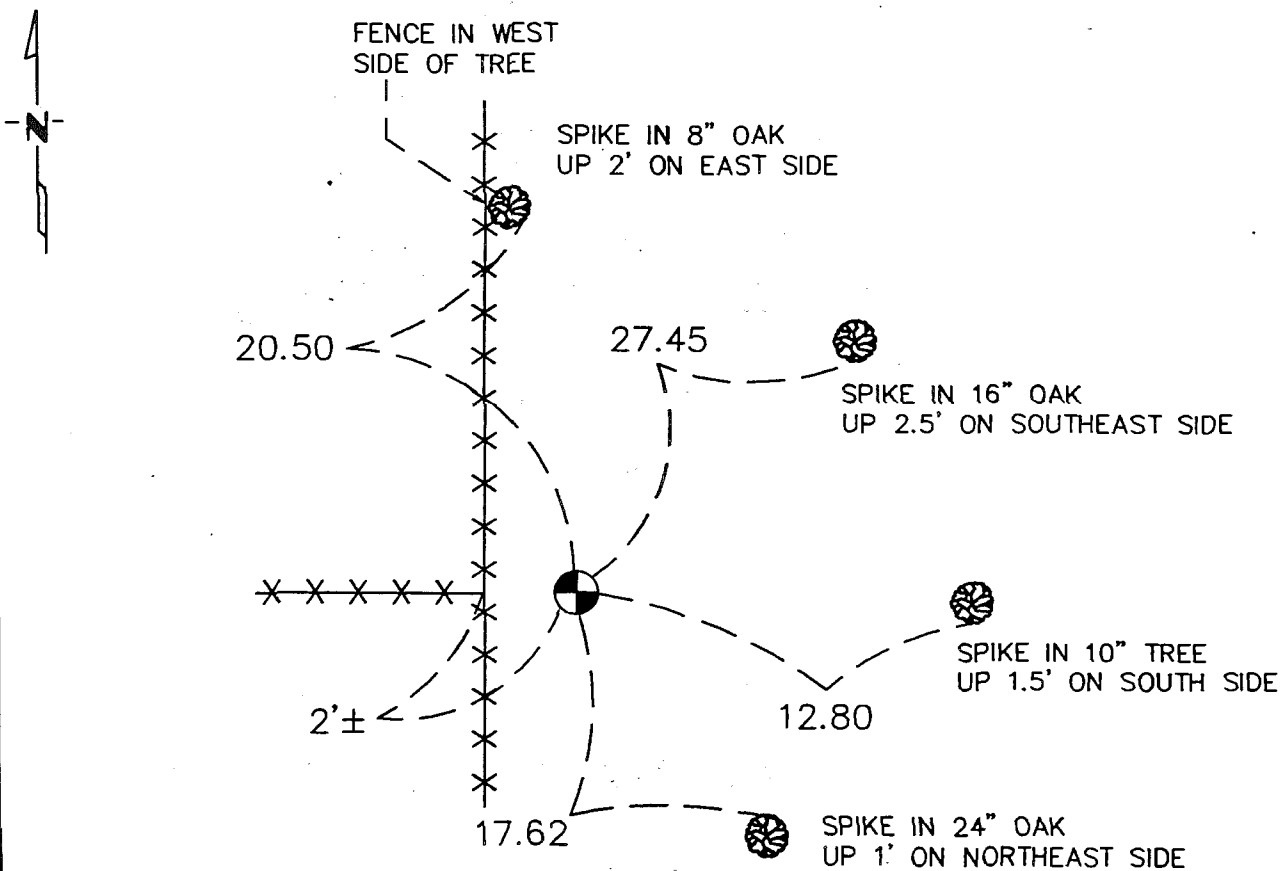 FENCE IN WEST
SIDE OF TREE
N
SPIKE IN 8" OAK
UP 2' ON EAST SIDE
20.50
27.45
SPIKE IN 16" OAK
UP 2.5' ON SOUTHEAST SIDE
SPIKE IN 10" TREE
UP 1.5' ON SOUTH SIDE
2'±
12.80
17.62
SPIKE IN 24" OAK
UP 1' ON NORTHEAST SIDE